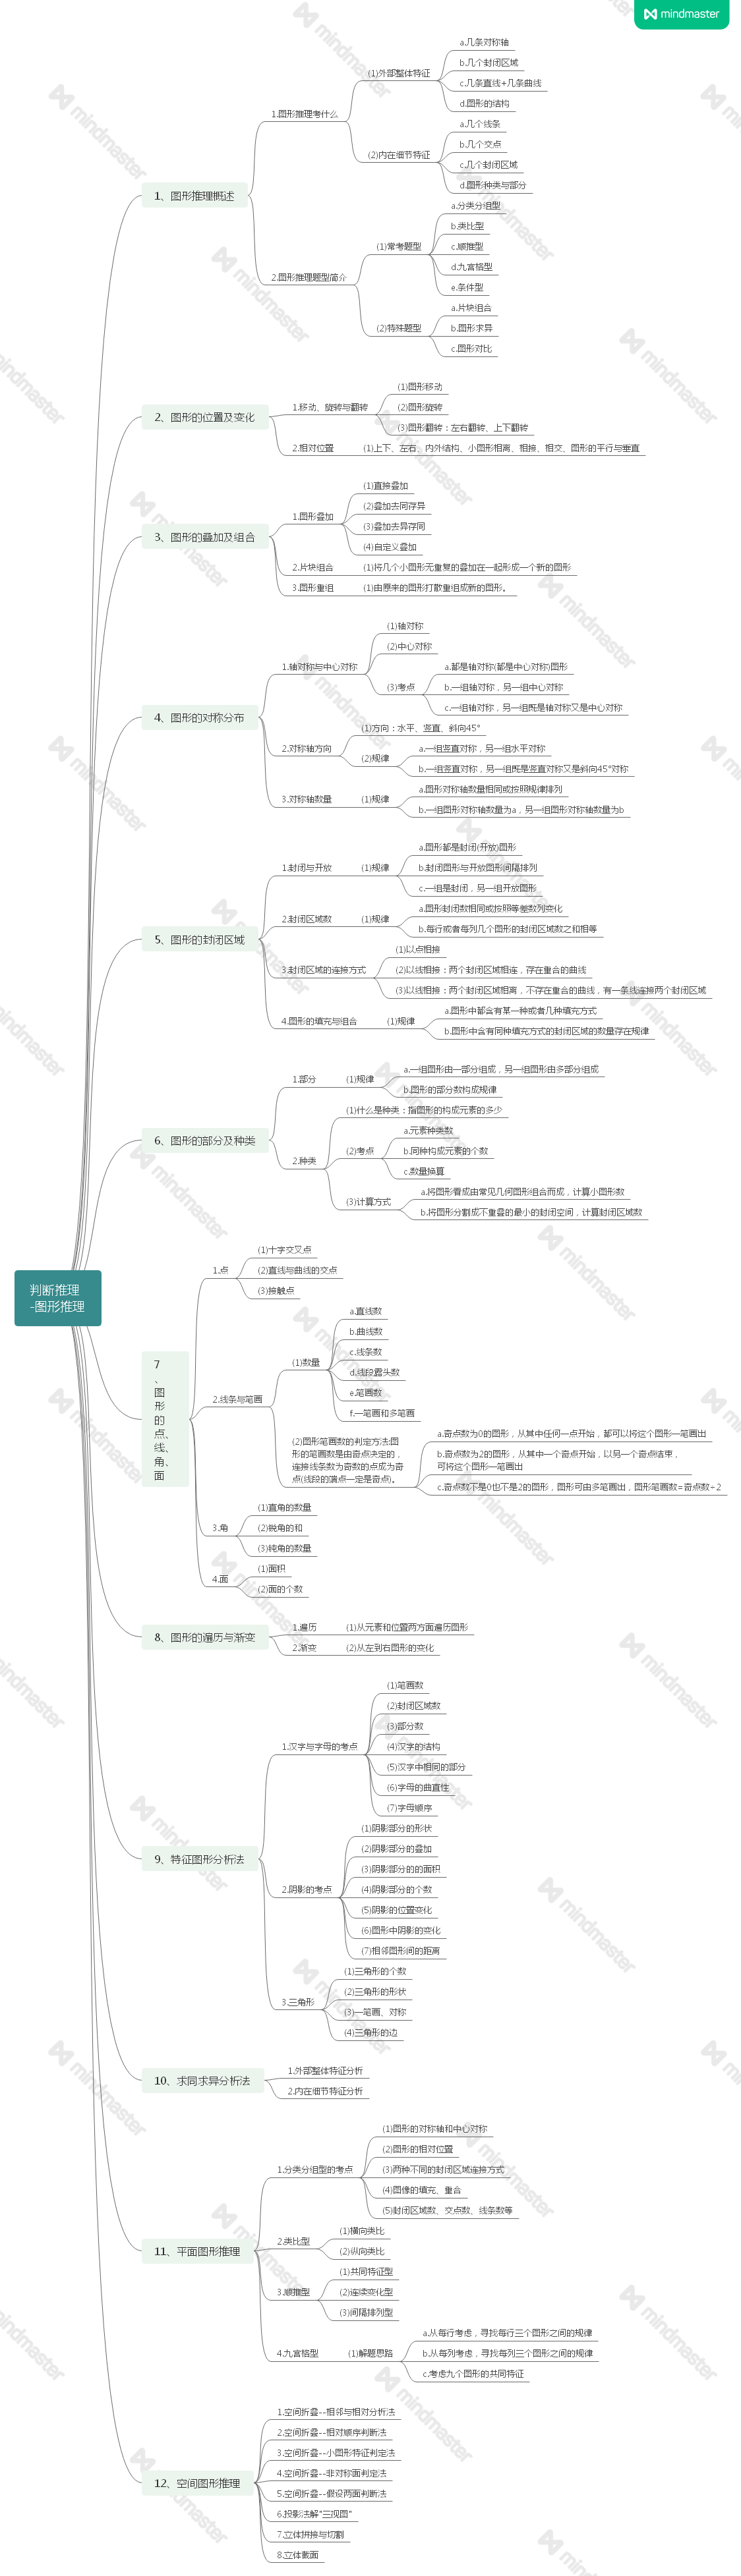 mindmaster
判断推理
-图形推理
1、图形推理概述
1.图形推理考什么
(1)外部整体特征
a.几条对称轴
b.几个封闭区域
c.几条直线+几条曲线
d.图形的结构
(2)内在细节特征
a.几个线条
b.几个交点
c.几个封闭区域
d.图形种类与部分
2.图形推理题型简介
(1)常考题型
a.分类分组型
b.类比型
c.顺推型
d.九宫格型
e.条件型
(2)特殊题型
a.片块组合
b.图形求异
c.图形对比
2、图形的位置及变化
1.移动、旋转与翻转
(1)图形移动
(2)图形旋转
(3)图形翻转：左右翻转、上下翻转
2.相对位置
(1)上下、左右、内外结构、小图形相离、相接、相交、图形的平行与垂直
3、图形的叠加及组合
1.图形叠加
(1)直接叠加
(2)叠加去同存异
(3)叠加去异存同
(4)自定义叠加
2.片块组合
(1)将几个小图形无重复的叠加在一起形成一个新的图形
3.图形重组
(1)由原来的图形打散重组成新的图形。
4、图形的对称分布
1.轴对称与中心对称
(1)轴对称
(2)中心对称
(3)考点
a.都是轴对称(都是中心对称)图形
b.一组轴对称，另一组中心对称
c.一组轴对称，另一组既是轴对称又是中心对称
2.对称轴方向
(1)方向：水平、竖直、斜向45°
(2)规律
a.一组竖直对称，另一组水平对称
b.一组竖直对称，另一组既是竖直对称又是斜向45°对称
3.对称轴数量
(1)规律
a.图形对称轴数量相同或按照规律排列
b.一组图形对称轴数量为a，另一组图形对称轴数量为b
5、图形的封闭区域
1.封闭与开放
(1)规律
a.图形都是封闭(开放)图形
b.封闭图形与开放图形间隔排列
c.一组是封闭，另一组开放图形
2.封闭区域数
(1)规律
a.图形封闭数相同或按照等差数列变化
b.每行或者每列几个图形的封闭区域数之和相等
3.封闭区域的连接方式
(1)以点相接
(2)以线相接：两个封闭区域相连，存在重合的曲线
(3)以线相接：两个封闭区域相离，不存在重合的曲线，有一条线连接两个封闭区域
4.图形的填充与组合
(1)规律
a.图形中都含有某一种或者几种填充方式
b.图形中含有同种填充方式的封闭区域的数量存在规律
6、图形的部分及种类
1.部分
(1)规律
a.一组图形由一部分组成，另一组图形由多部分组成
b.图形的部分数构成规律
2.种类
(1)什么是种类：指图形的构成元素的多少
(2)考点
a.元素种类数
b.同种构成元素的个数
c.数量换算
(3)计算方式
a.将图形看成由常见几何图形组合而成，计算小图形数
b.将图形分割成不重叠的最小的封闭空间，计算封闭区域数
7
、
图
形
的
点、
线、
角、
面
1.点
(1)十字交叉点
(2)直线与曲线的交点
(3)接触点
2.线条与笔画
(1)数量
a.直线数
b.曲线数
c.线条数
d.线段露头数
e.笔画数
f.一笔画和多笔画
(2)图形笔画数的判定方法:图
形的笔画数是由奇点决定的，
连接线条数为奇数的点成为奇
点(线段的端点一定是奇点)。
a.奇点数为0的图形，从其中任何一点开始，都可以将这个图形一笔画出
b.奇点数为2的图形，从其中一个奇点开始，以另一个奇点结束，
可将这个图形一笔画出
c.奇点数不是0也不是2的图形，图形可由多笔画出，图形笔画数=奇点数÷2
3.角
(1)直角的数量
(2)锐角的和
(3)钝角的数量
4.面
(1)面积
(2)面的个数
8、图形的遍历与渐变
1.遍历
(1)从元素和位置两方面遍历图形
2.渐变
(2)从左到右图形的变化
9、特征图形分析法
1.汉字与字母的考点
(1)笔画数
(2)封闭区域数
(3)部分数
(4)汉字的结构
(5)汉字中相同的部分
(6)字母的曲直性
(7)字母顺序
2.阴影的考点
(1)阴影部分的形状
(2)阴影部分的叠加
(3)阴影部分的的面积
(4)阴影部分的个数
(5)阴影的位置变化
(6)图形中阴影的变化
(7)相邻图形间的距离
3.三角形
(1)三角形的个数
(2)三角形的形状
(3)一笔画、对称
(4)三角形的边
10、求同求异分析法
1.外部整体特征分析
2.内在细节特征分析
11、平面图形推理
1.分类分组型的考点
(1)图形的对称轴和中心对称
(2)图形的相对位置
(3)两种不同的封闭区域连接方式
(4)图像的填充、重合
(5)封闭区域数、交点数、线条数等
2.类比型
(1)横向类比
(2)纵向类比
3.顺推型
(1)共同特征型
(2)连续变化型
(3)间隔排列型
4.九宫格型
(1)解题思路
a.从每行考虑，寻找每行三个图形之间的规律
b.从每列考虑，寻找每列三个图形之间的规律
c.考虑九个图形的共同特征
12、空间图形推理
1.空间折叠--相邻与相对分析法
2.空间折叠--相对顺序判断法
3.空间折叠--小图形特征判定法
4.空间折叠--非对称面判定法
5.空间折叠--假设两面判断法
6.投影法解"三视图"
7.立体拼接与切割
8.立体截面